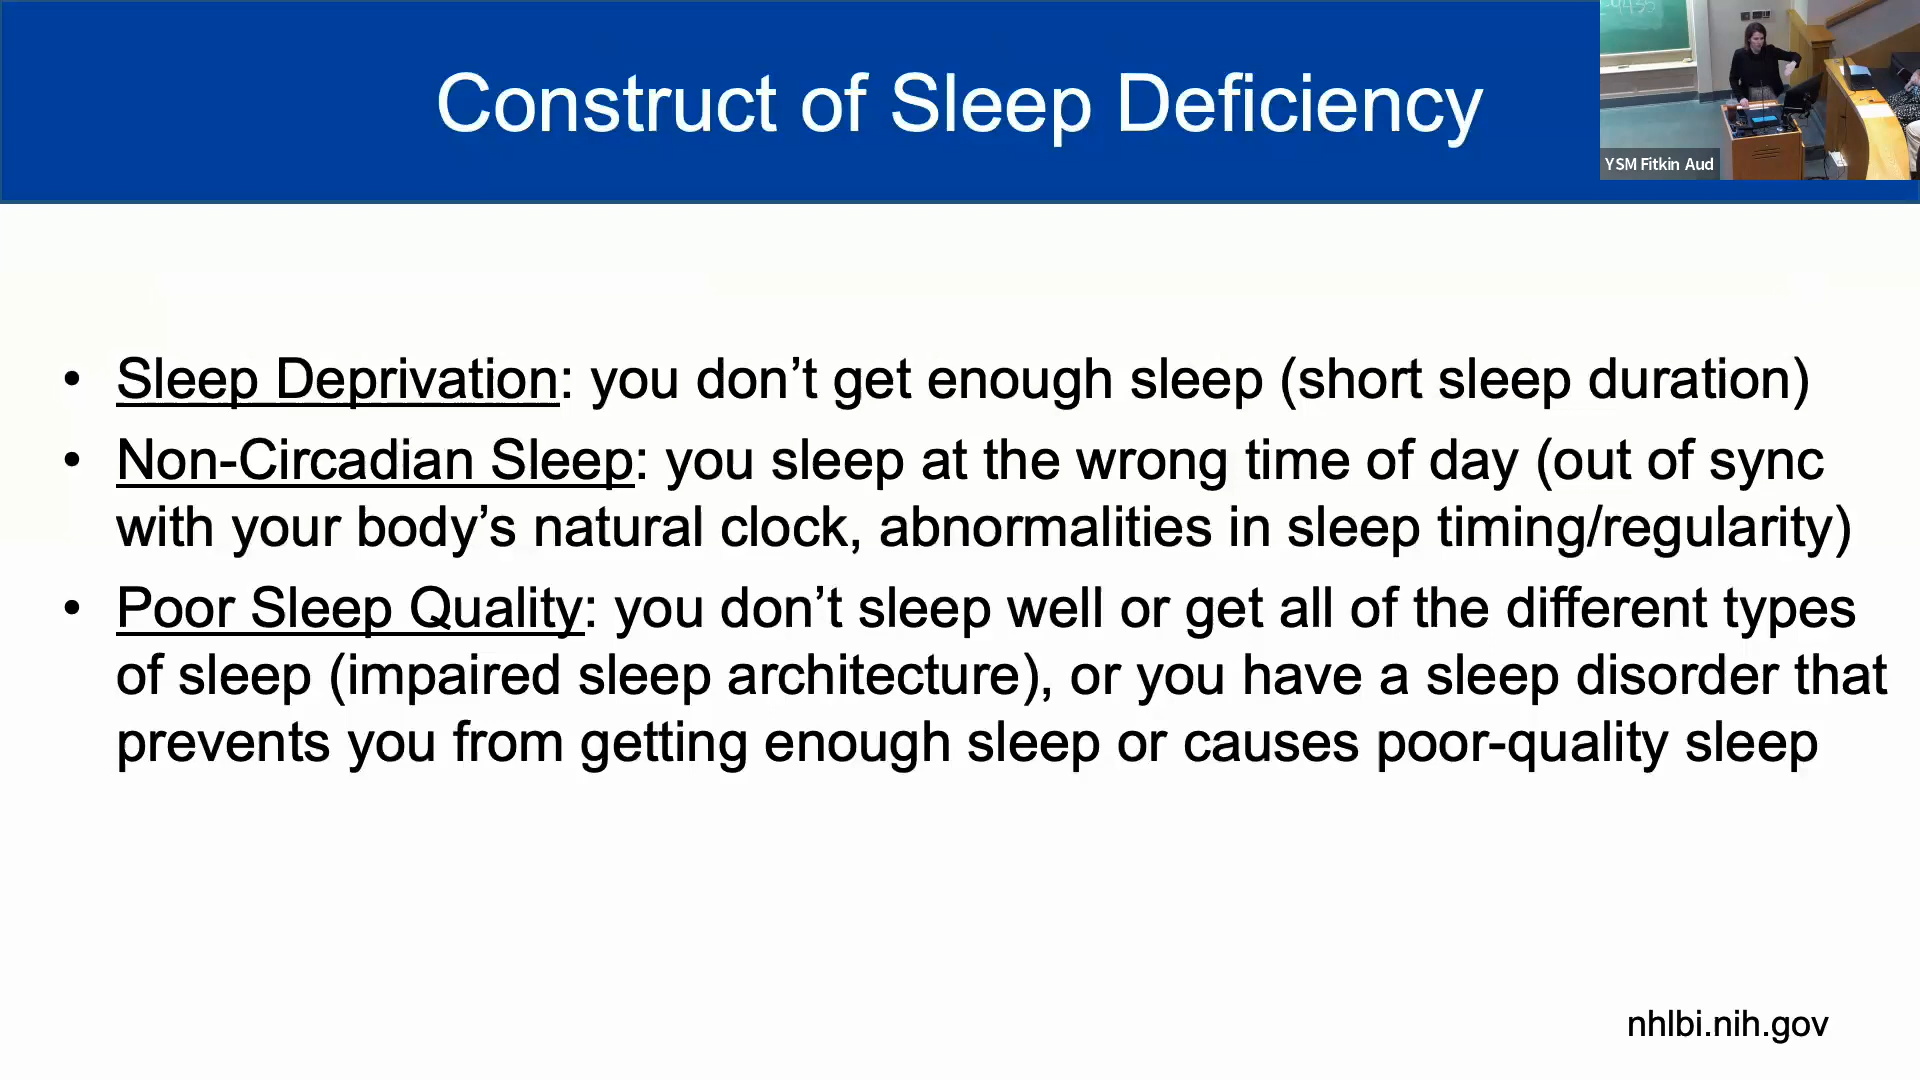 Construct of Sleep Deficiency
YSM Fitkin Aud
• Sleep Deprivation: you don’t get enough sleep (short sleep duration)
• Non-Circadian Sleep: you sleep at the wrong time of day (out of sync
with your body’s natural clock, abnormalities in sleep timing/regularity)
• Poor Sleep Quality: you don’t sleep well or get all of the different types
of sleep (impaired sleep architecture), or you have a sleep disorder that
prevents you from getting enough sleep or causes poor-quality sleep
nhlbi.nih.gov